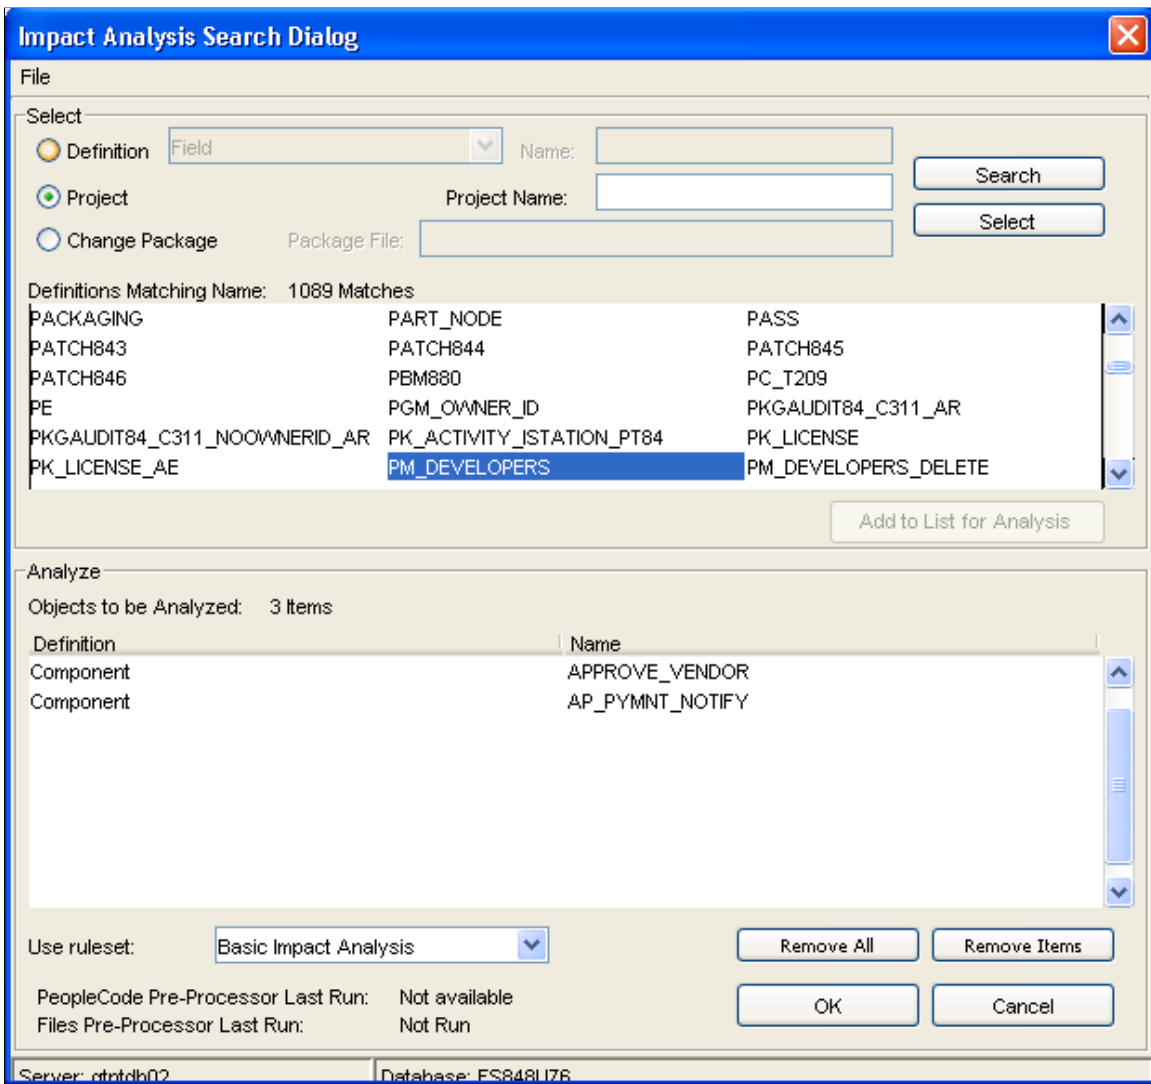 Impact Analysis Search Dialog
File
Select
Definition Field Name:
Search
Project Project Name:
Select
Change Package Package File:
Definitions Matching Name: 1089 Matches
PACKAGING PART_NODE PASS
PATCH843 PATCH844 PATCH845
PATCH846 PBM880 PC_T209
PE PGM_OWNER_ID PKGAUDIT84_C311_AR
PKGAUDIT84_C311_NOOWNERID_AR PK_ACTIVITY_ISTATION_PT84 PK_LICENSE
PK_LICENSE_AE PM_DEVELOPERS PM_DEVELOPERS_DELETE
Add to List for Analysis
Analyze
Objects to be Analyzed: 3 Items
Definition Name
Component APPROVE_VENDOR
Component AP_PYMNT_NOTIFY
Use ruleset: Basic Impact Analysis Remove All Remove Items
PeopleCode Pre-Processor Last Run: Not available
OK Cancel
Files Pre-Processor Last Run: Not Run
Server: Database: ES848U76